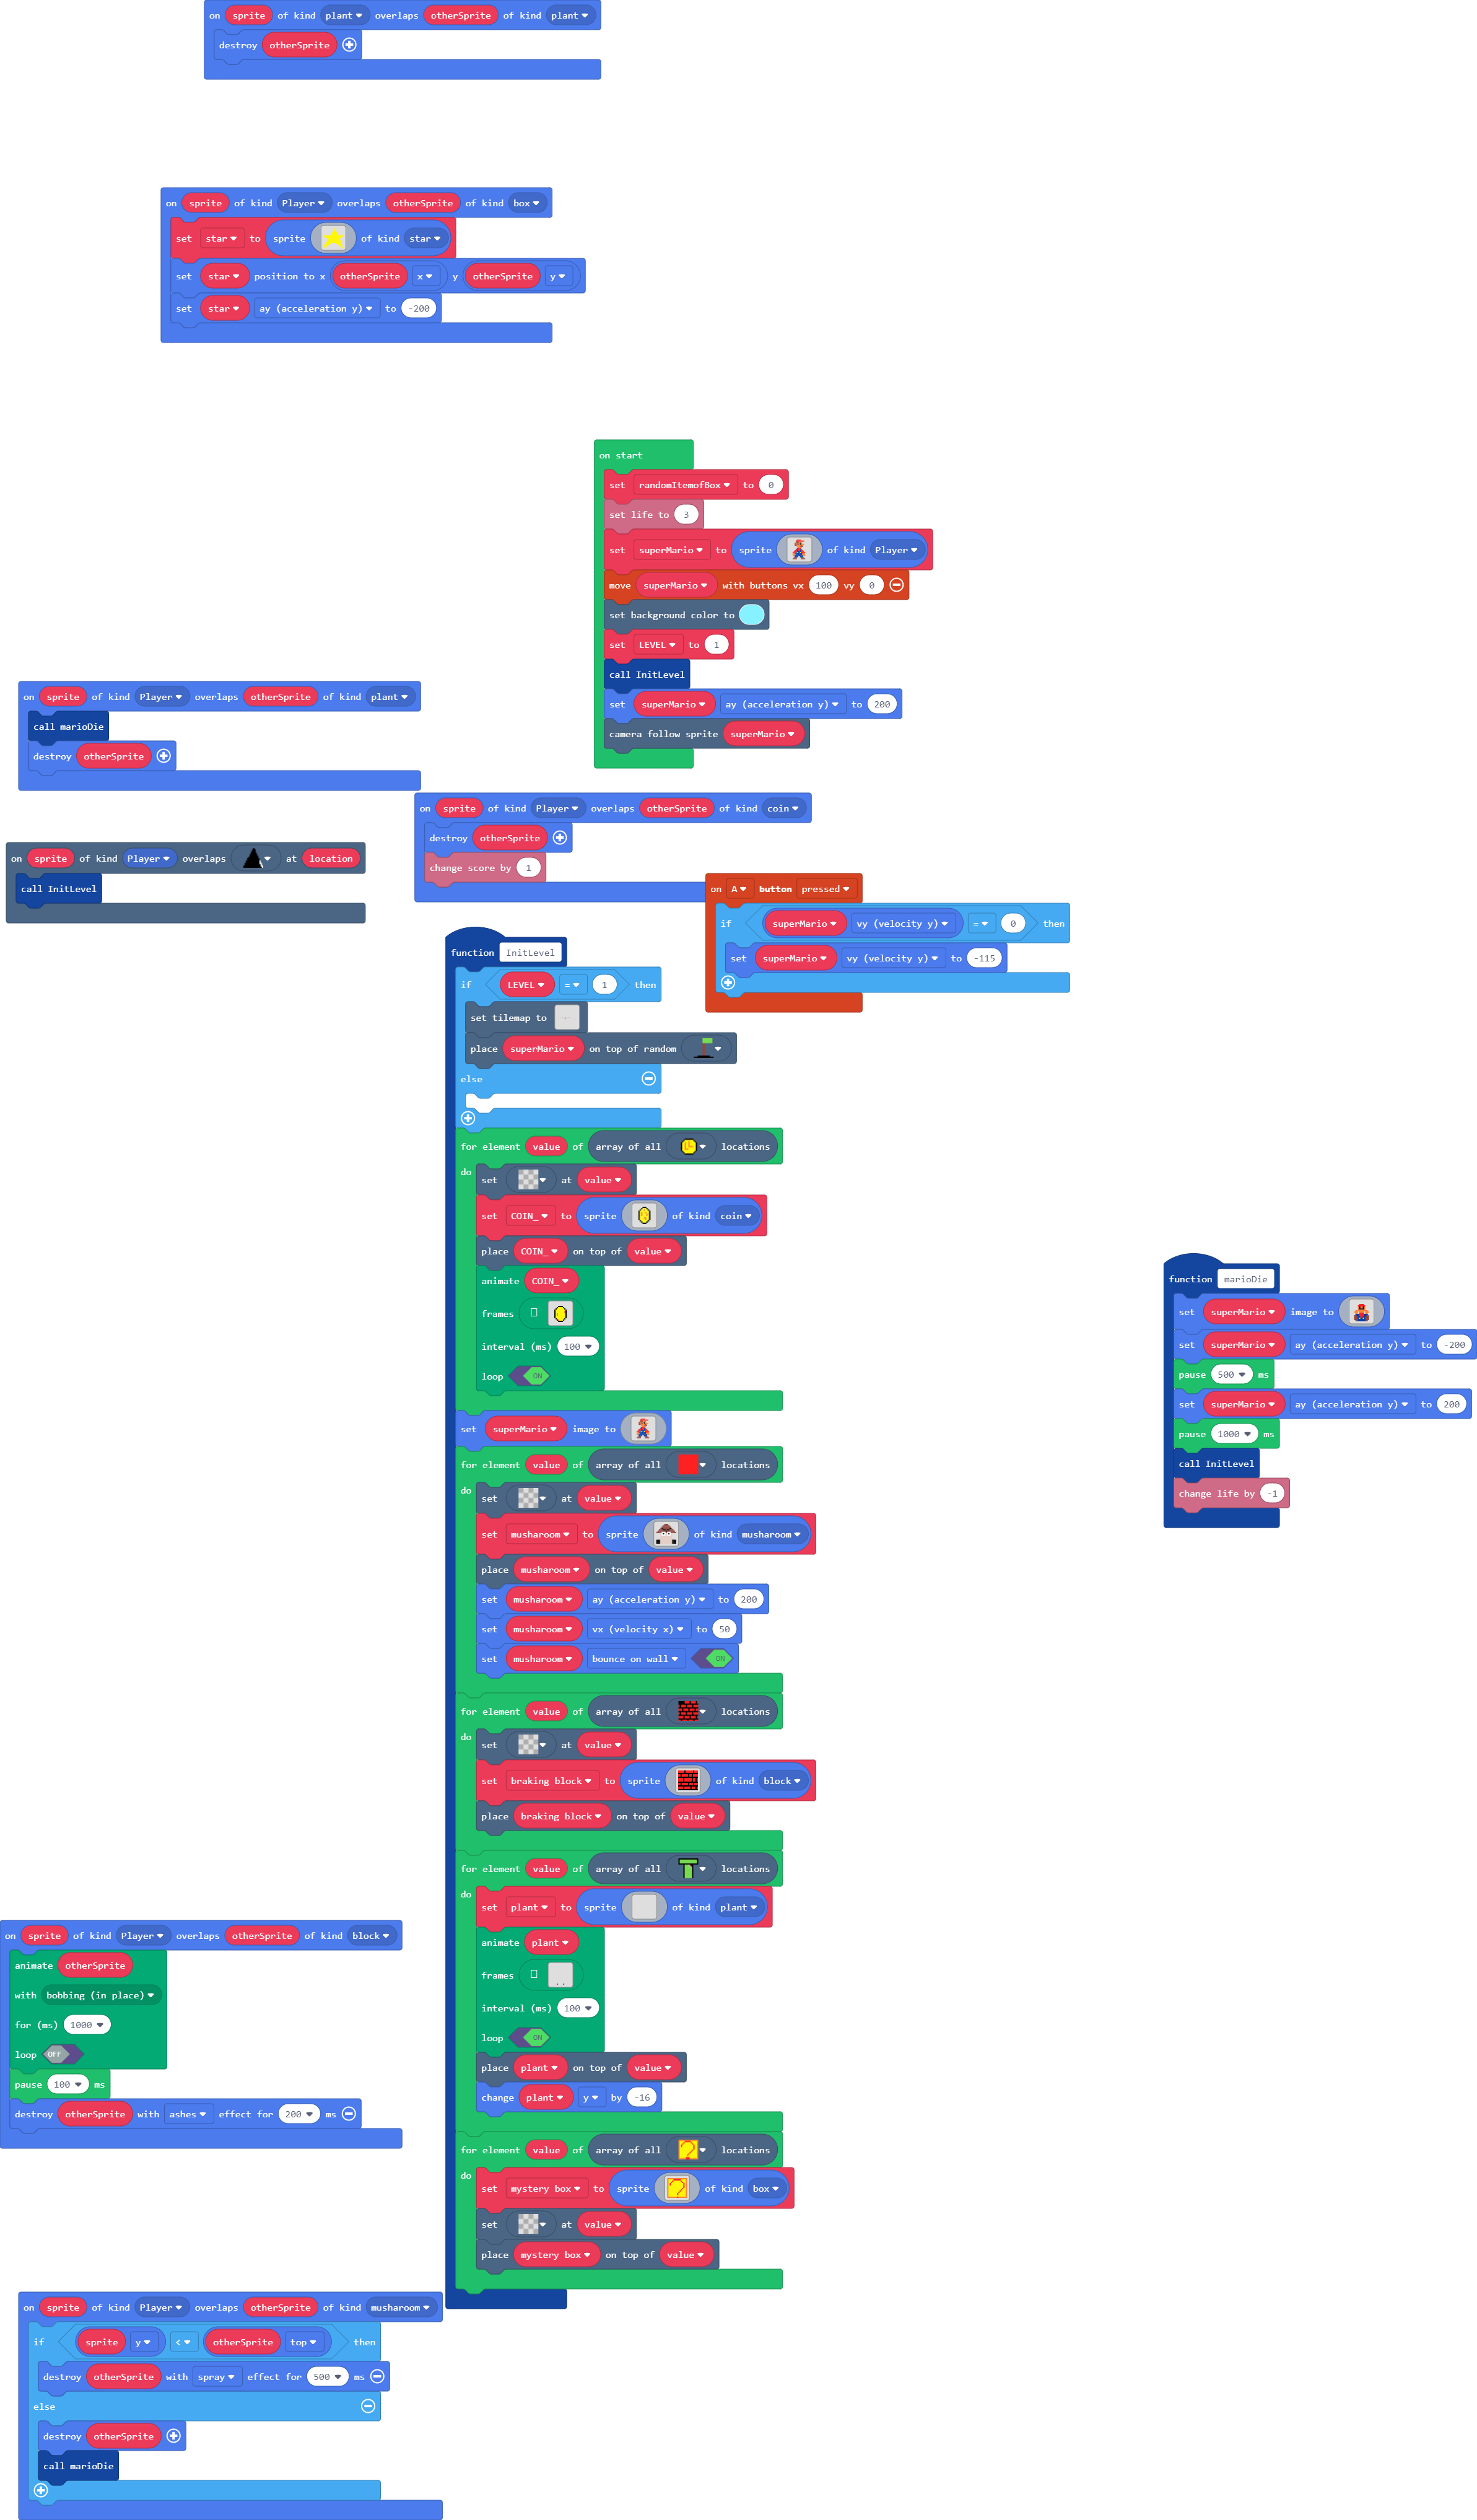 on sprite of kind plant overlaps otherSprite of kind plant
destroy otherSprite
on sprite of kind Player overlaps otherSprite of kind box
set star to sprite of kind star
set star position to x otherSprite x y otherSprite y
set star ay (acceleration y) to -200
on start
set randomItemofBox to 0
set life to 3
set superMario to sprite of kind Player
move superMario with buttons vx 100 vy 0
set background color to
set LEVEL to 1
call InitLevel
set superMario ay (acceleration y) to 200
camera follow sprite superMario
on sprite of kind Player overlaps otherSprite of kind plant
call marioDie
destroy otherSprite
on sprite of kind Player overlaps otherSprite of kind coin
destroy otherSprite
change score by 1
on sprite of kind Player overlaps at location
call InitLevel
on A button pressed
if superMario vy (velocity y) = 0 then
set superMario vy (velocity y) to -115
function InitLevel
if LEVEL = 1 then
set tilemap to
place superMario on top of random
else
for element value of array of all locations
do
set at value
set COIN_ to sprite of kind coin
place COIN_ on top of value
animate COIN_
frames
interval (ms) 100
loop ON
set superMario image to
for element value of array of all locations
do
set at value
set musharoom to sprite of kind musharoom
place musharoom on top of value
set musharoom ay (acceleration y) to 200
set musharoom vx (velocity x) to 50
set musharoom bounce on wall ON
for element value of array of all locations
do
set at value
set braking block to sprite of kind block
place braking block on top of value
for element value of array of all locations
do
set plant to sprite of kind plant
animate plant
frames
interval (ms) 100
loop ON
place plant on top of value
change plant y by -16
for element value of array of all locations
do
set mystery box to sprite of kind box
set at value
place mystery box on top of value
function marioDie
set superMario image to
set superMario ay (acceleration y) to -200
pause 500 ms
set superMario ay (acceleration y) to 200
pause 1000 ms
call InitLevel
change life by -1
on sprite of kind Player overlaps otherSprite of kind block
animate otherSprite
with bobbing (in place)
for (ms) 1000
loop OFF
pause 100 ms
destroy otherSprite with ashes effect for 200 ms
on sprite of kind Player overlaps otherSprite of kind musharoom
if sprite y < otherSprite top then
destroy otherSprite with spray effect for 500 ms
else
destroy otherSprite
call marioDie